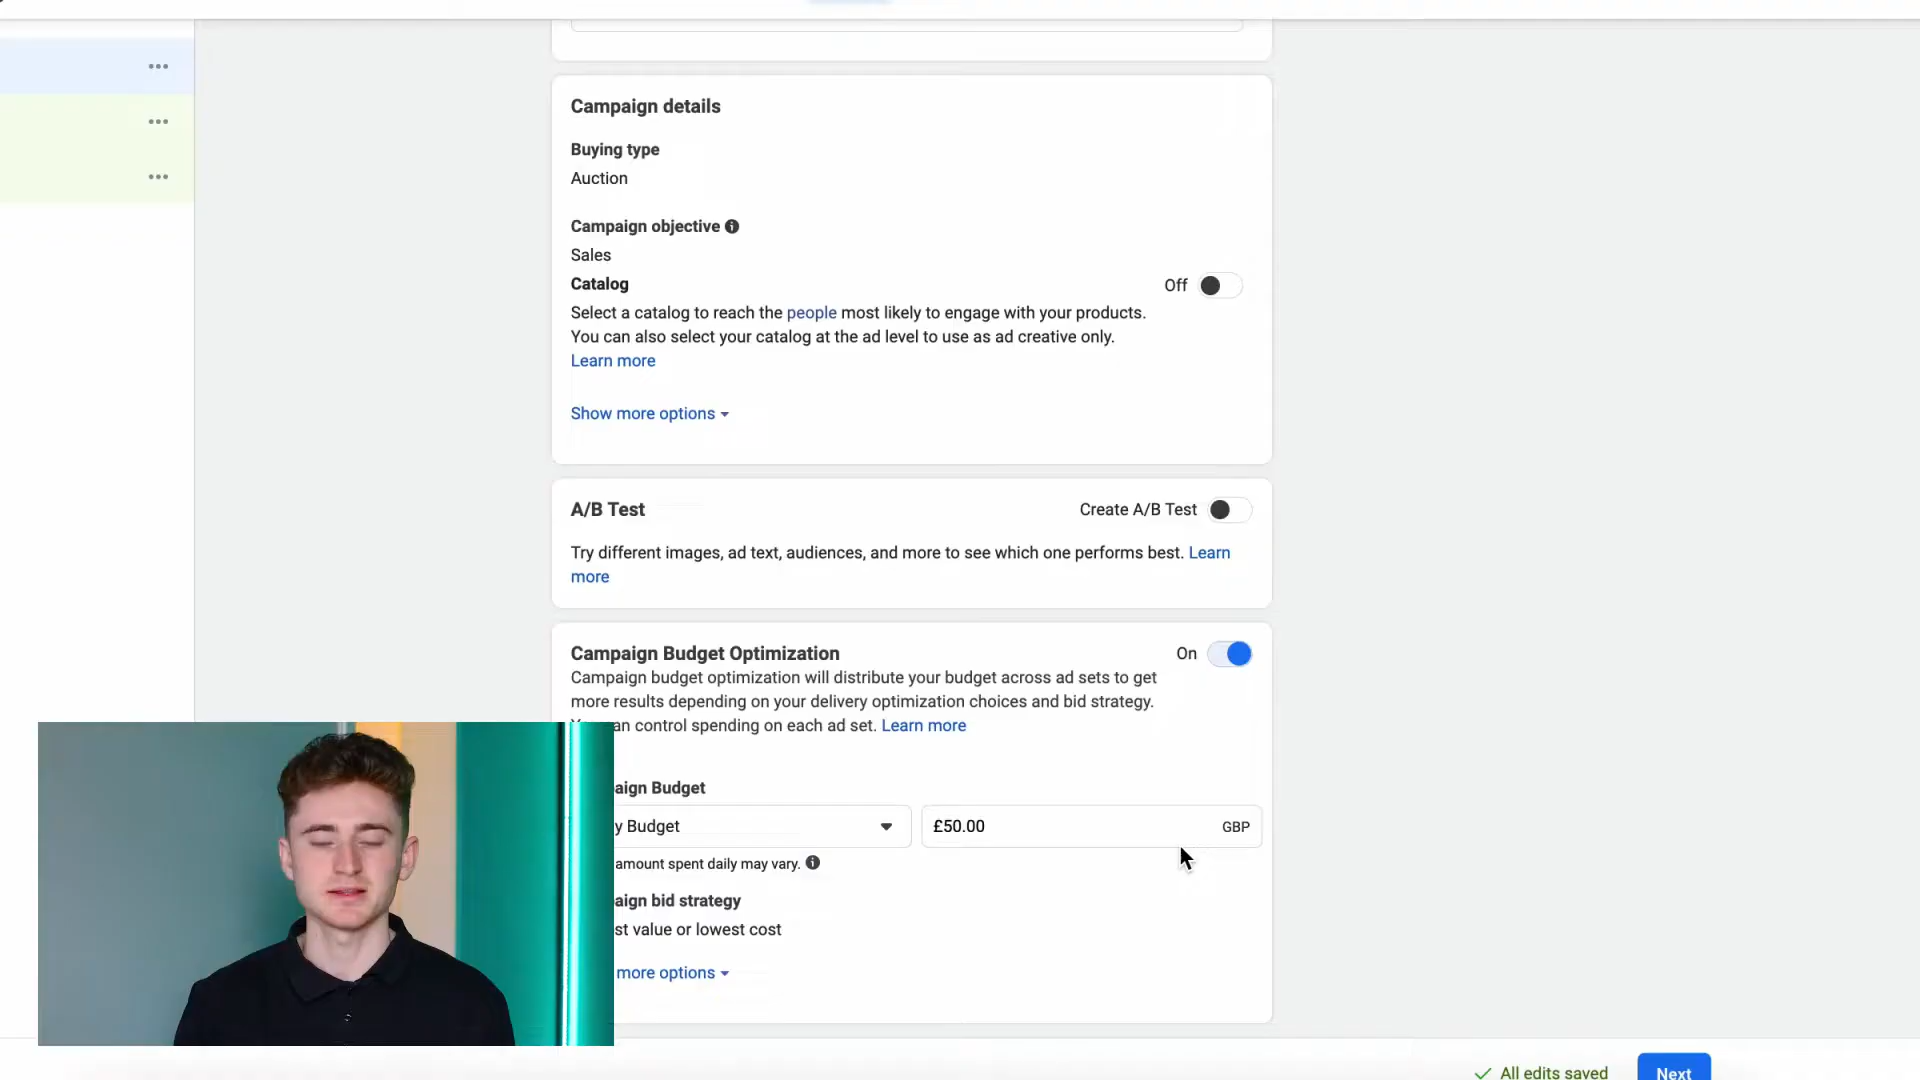 Campaign details
Buying type
Auction
Campaign objective
Sales
Catalog
Off
Select a catalog to reach the people most likely to engage with your products.
You can also select your catalog at the ad level to use as ad creative only.
Learn more
Show more options
A/B Test
Create A/B Test
Try different images, ad text, audiences, and more to see which one performs best. Learn
more
Campaign Budget Optimization
On
Campaign budget optimization will distribute your budget across ad sets to get
more results depending on your delivery optimization choices and bid strategy.
an control spending on each ad set. Learn more
aign Budget
y Budget
£50.00
GBP
amount spent daily may vary.
aign bid strategy
st value or lowest cost
more options
All edits saved
Next